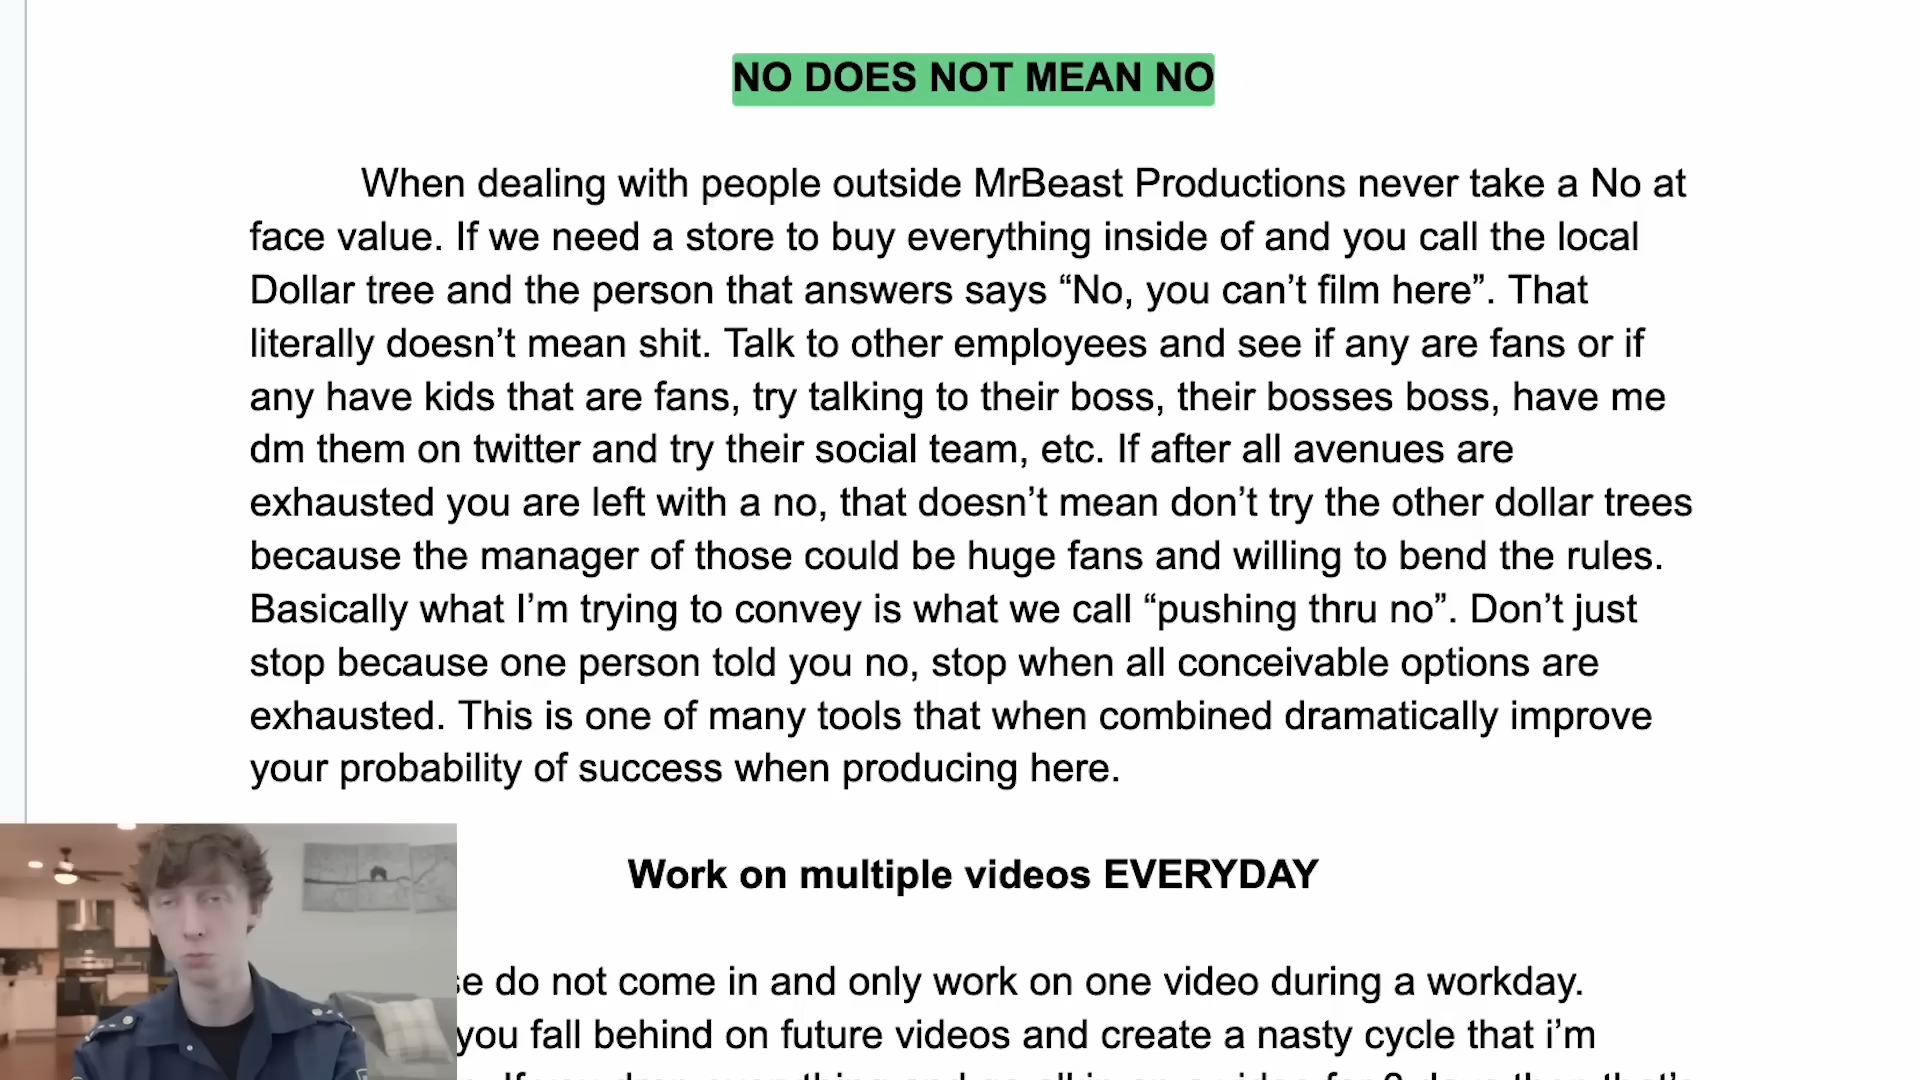 NO DOES NOT MEAN NO
When dealing with people outside MrBeast Productions never take a No at
face value. If we need a store to buy everything inside of and you call the local
Dollar tree and the person that answers says “No, you can’t film here”. That
literally doesn’t mean shit. Talk to other employees and see if any are fans or if
any have kids that are fans, try talking to their boss, their bosses boss, have me
dm them on twitter and try their social team, etc. If after all avenues are
exhausted you are left with a no, that doesn’t mean don’t try the other dollar trees
because the manager of those could be huge fans and willing to bend the rules.
Basically what I’m trying to convey is what we call “pushing thru no”. Don’t just
stop because one person told you no, stop when all conceivable options are
exhausted. This is one of many tools that when combined dramatically improve
your probability of success when producing here.
Work on multiple videos EVERYDAY
do not come in and only work on one video during a workday.
you fall behind on future videos and create a nasty cycle that i’m